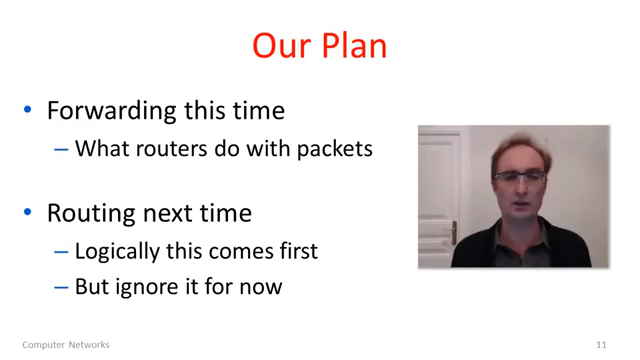 Our Plan
• Forwarding this time
– What routers do with packets
• Routing next time
– Logically this comes first
– But ignore it for now
Computer Networks
11